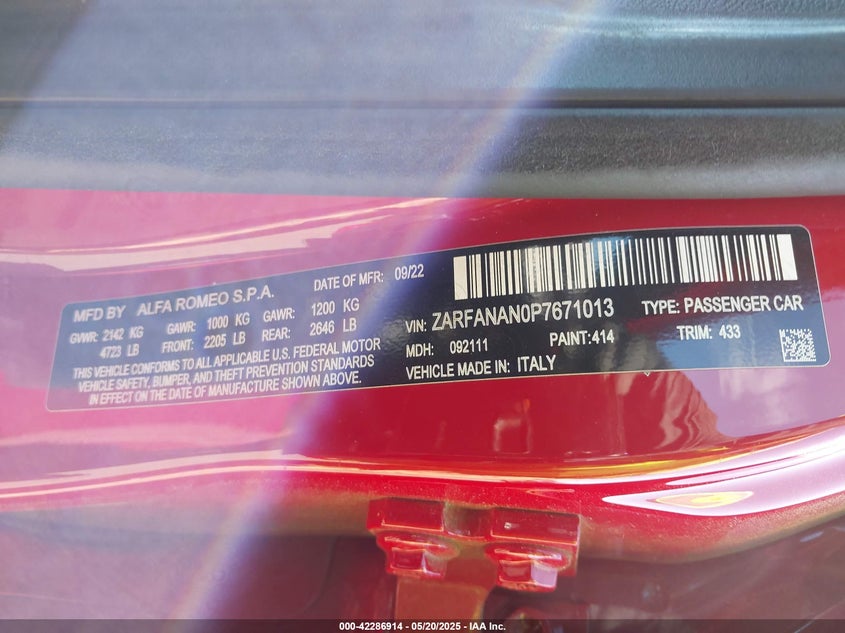 MFD BY ALFA ROMEO S.P.A. DATE OF MFR: 09/22
GVWR: 2142 KG GAWR: 1000 KG GAWR: 1200 KG
4723 LB FRONT: 2205 LB REAR: 2646 LB
THIS VEHICLE CONFORMS TO ALL APPLICABLE U.S. FEDERAL MOTOR
VEHICLE SAFETY, BUMPER, AND THEFT PREVENTION STANDARDS
IN EFFECT ON THE DATE OF MANUFACTURE SHOWN ABOVE.
VIN: ZARFANAN0P7671013 TYPE: PASSENGER CAR
MDH: 092111 PAINT:414 TRIM: 433
VEHICLE MADE IN: ITALY
000-42286914 - 05/20/2025 - IAA Inc.